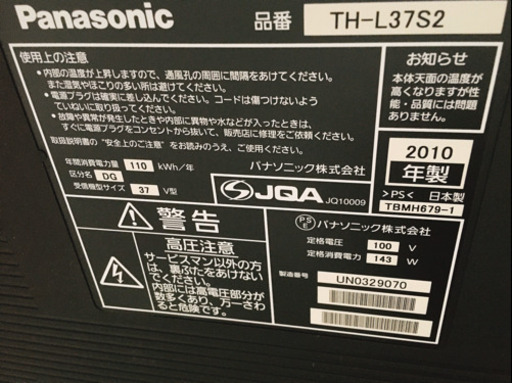 Panasonic
品番 TH-L37S2
使用上の注意
・内部の温度が上昇しますので、通風孔の周囲に間隔をあけてください。
また湿気やほこりの多い所は避けてください。
・電源プラグは確実に差し込んでください。コードは傷つけないよう
ていねいに取り扱ってください。
・故障や異常が発生したときや内部に異物や水などが入ったときは、
すぐに電源プラグをコンセントから抜いて、販売店に修理をご依頼ください。
取扱説明書の"安全上のご注意"をお読みのうえ、ご使用ください。
お知らせ
本体天面の温度が
高くなりますが、性
能・品質には問題
ありません。
年間消費電力量 110 kWh/年
区分名 DG
受信機型サイズ 37 V型
パナソニック株式会社
JQA JQ10009
2010
年製
>PS< 日本製
TBMH679-1
警告
高圧注意
サービスマン以外の方
は、裏ぶたをあけない
でください。
内部には高電圧部分が
数多くあり、万一さわ
ると危険です。
PSE パナソニック株式会社
定格電圧 100 V
定格消費電力 143 W
製造番号 UN0329070